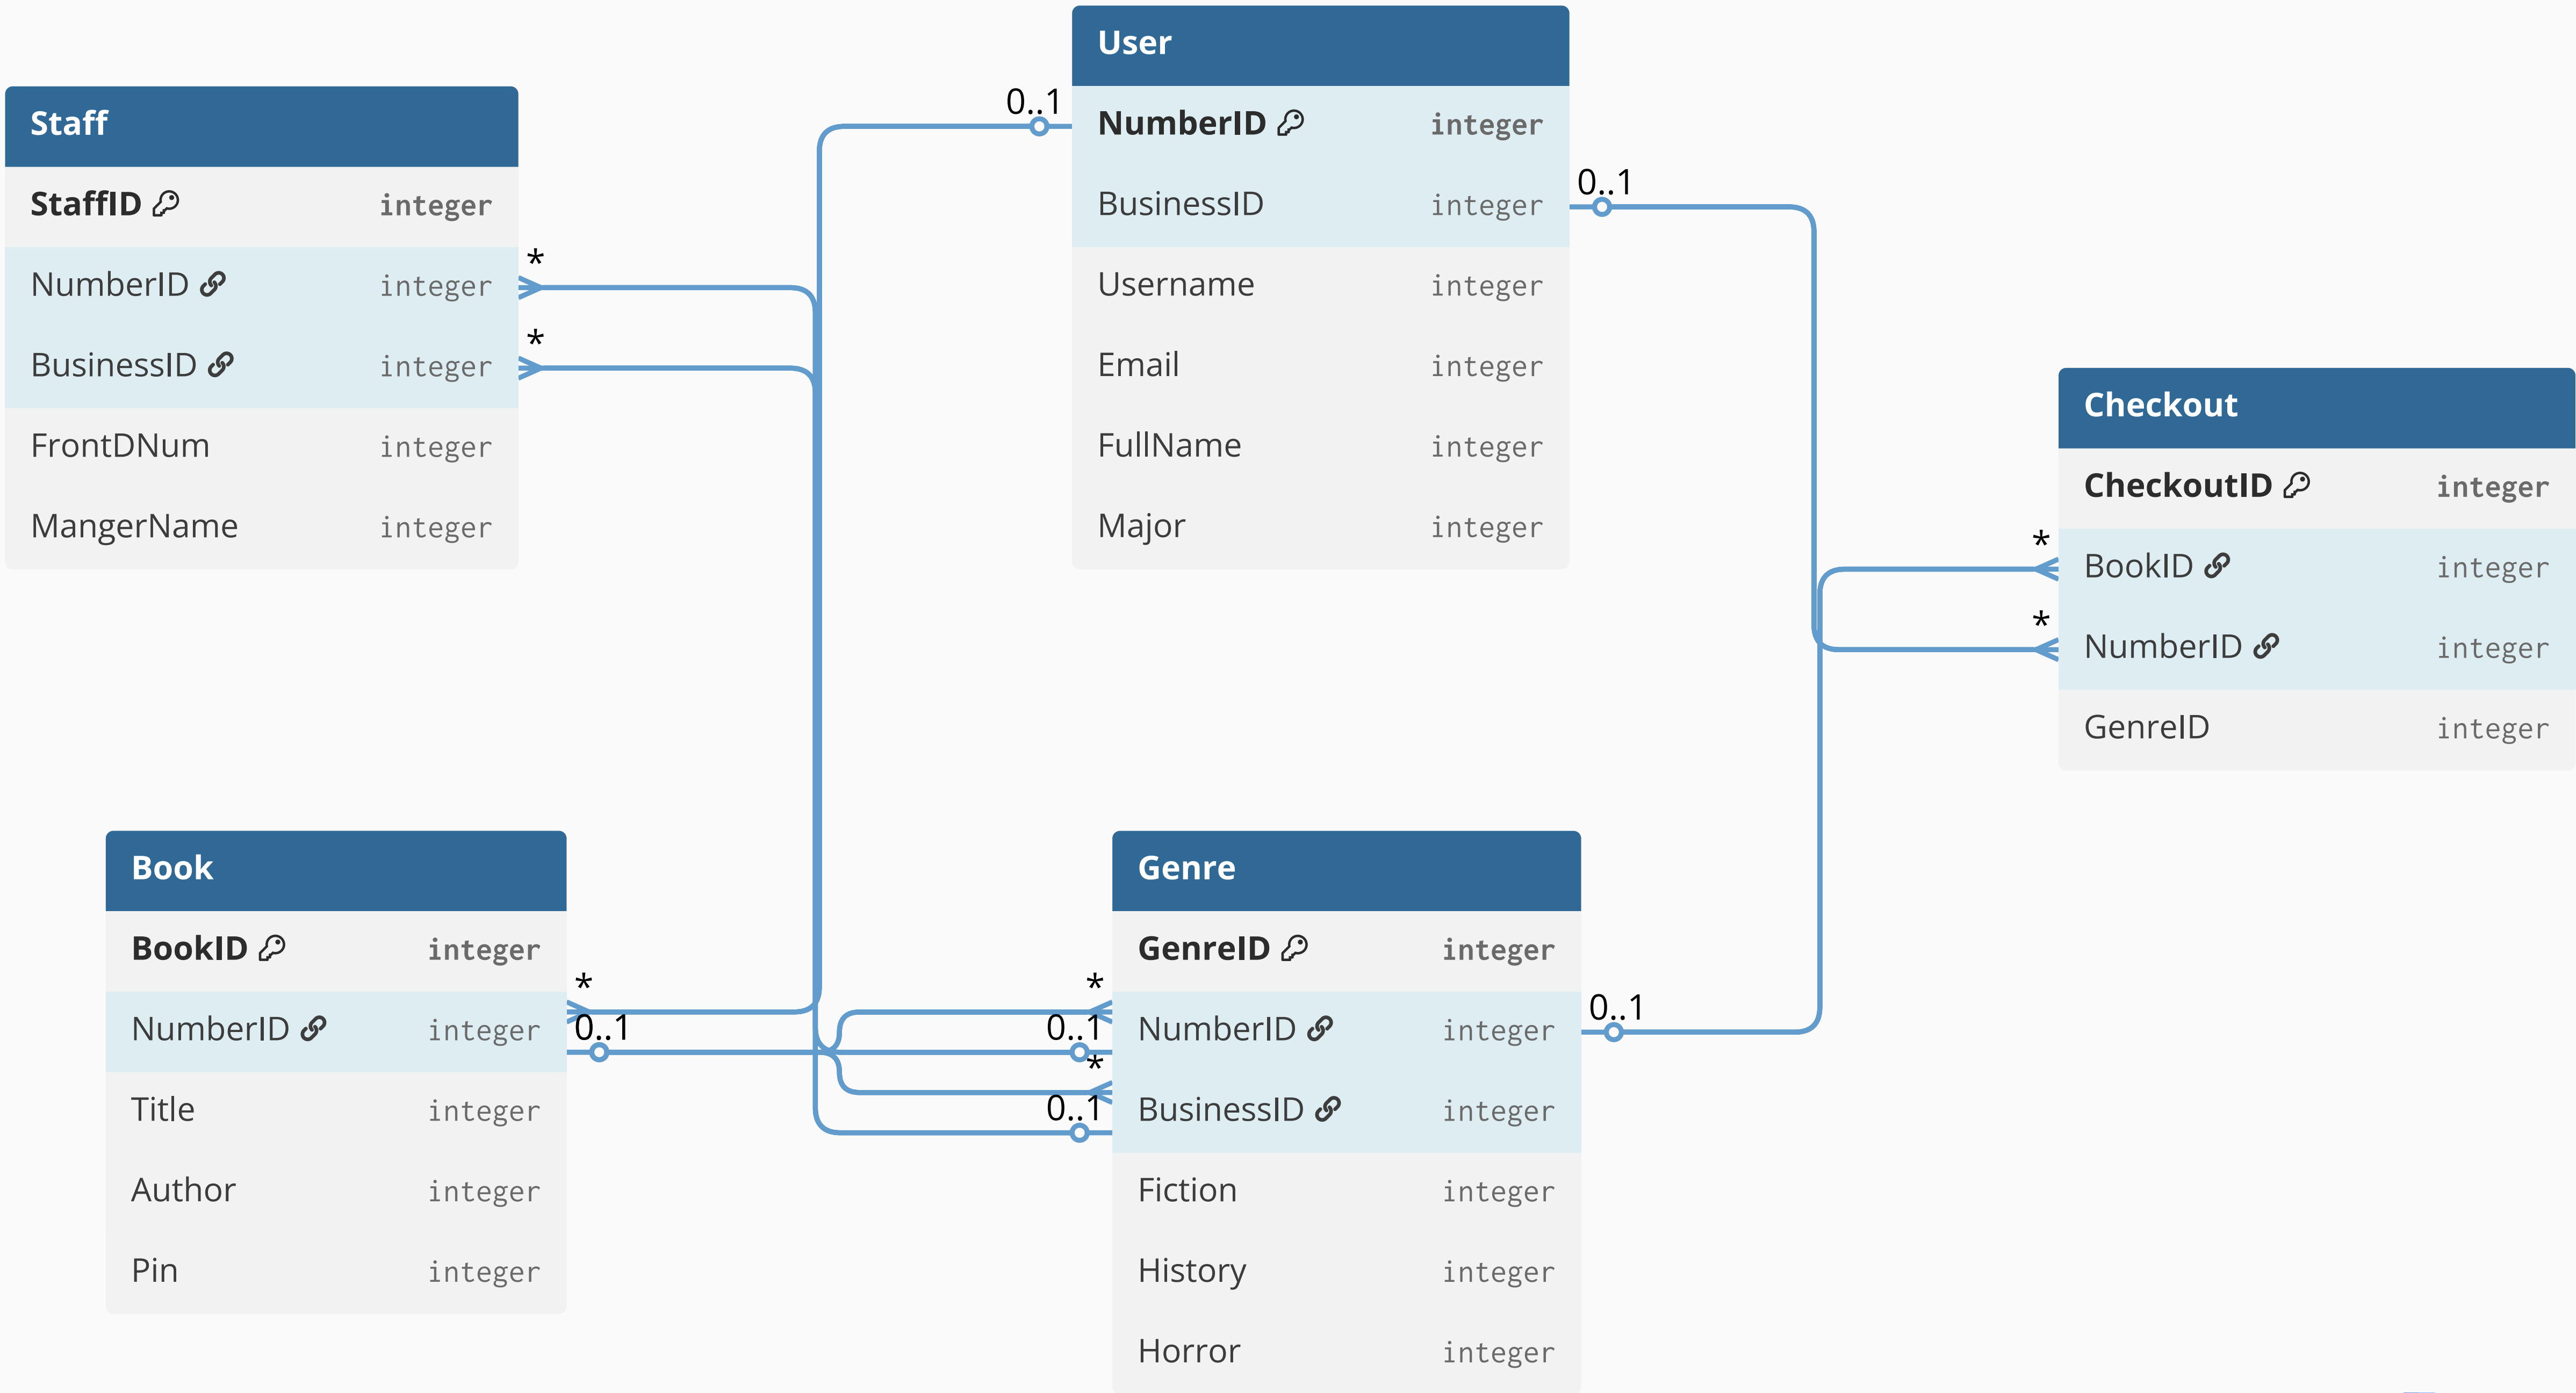 User
NumberID integer
BusinessID integer
Username integer
Email integer
FullName integer
Major integer
0..1
0..1
Staff
StaffID integer
NumberID integer
BusinessID integer
FrontDNum integer
MangerName integer
*
*
Checkout
CheckoutID integer
BookID integer
NumberID integer
GenreID integer
*
*
Book
BookID integer
NumberID integer
Title integer
Author integer
Pin integer
*
0..1
Genre
GenreID integer
NumberID integer
BusinessID integer
Fiction integer
History integer
Horror integer
*
0..1
*
0..1
0..1